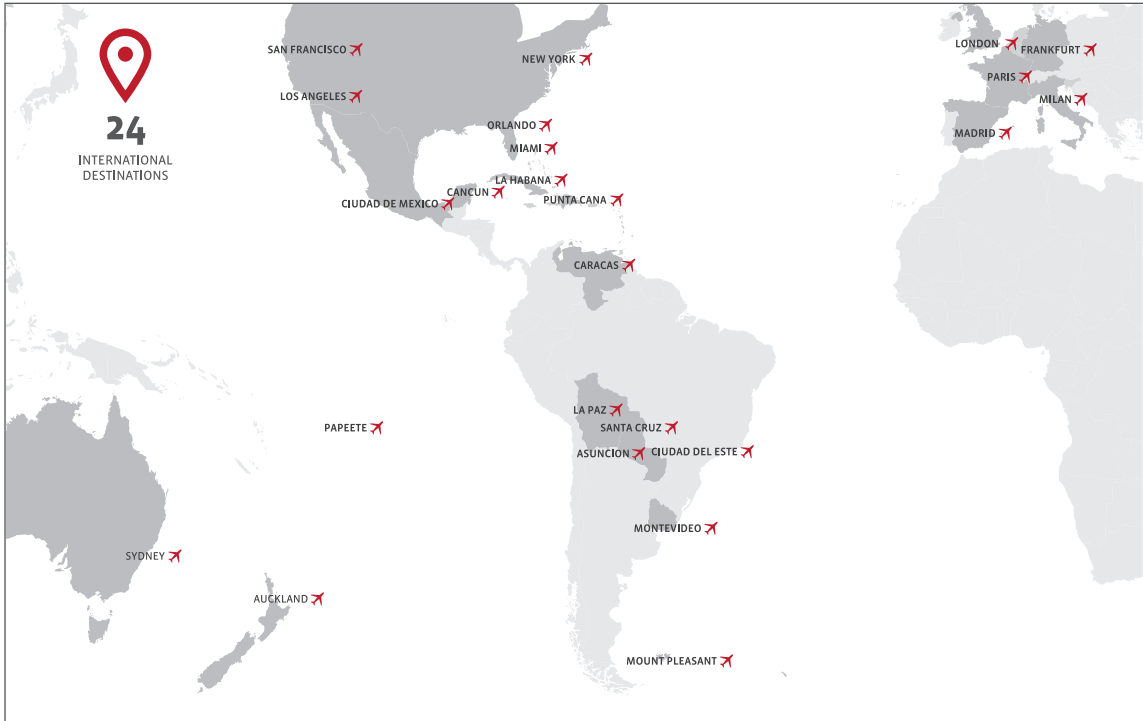 24
INTERNATIONAL
DESTINATIONS
SAN FRANCISCO
NEW YORK
LOS ANGELES
ORLANDO
MIAMI
LA HABANA
CANCUN
CIUDAD DE MEXICO
PUNTA CANA
CARACAS
LONDON
FRANKFURT
PARIS
MILAN
MADRID
PAPEETE
LA PAZ
SANTA CRUZ
ASUNCION
CIUDAD DEL ESTE
MONTEVIDEO
SYDNEY
AUCKLAND
MOUNT PLEASANT